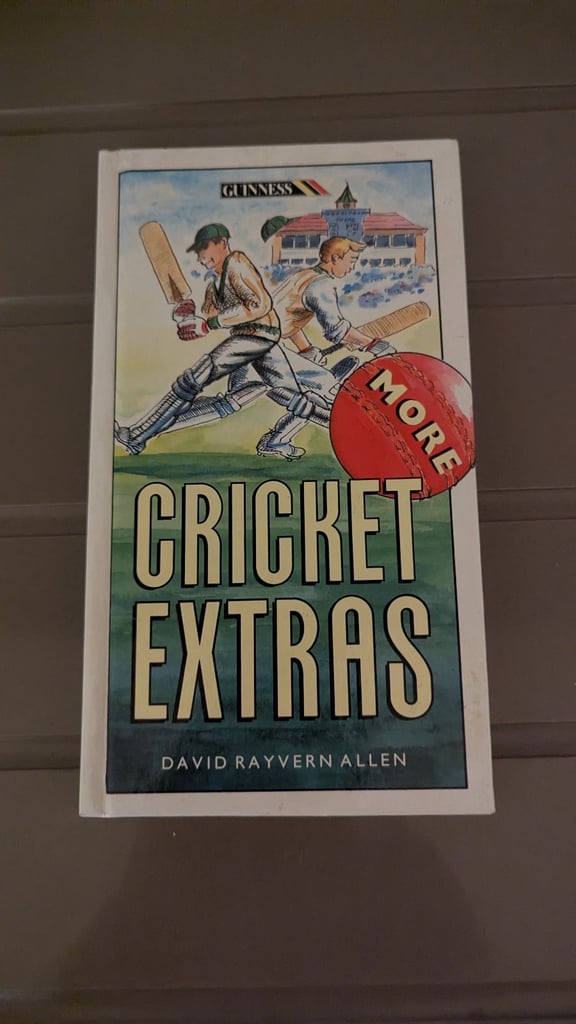 GUINNESS
MORE
CRICKET
EXTRAS
DAVID RAYVERN ALLEN